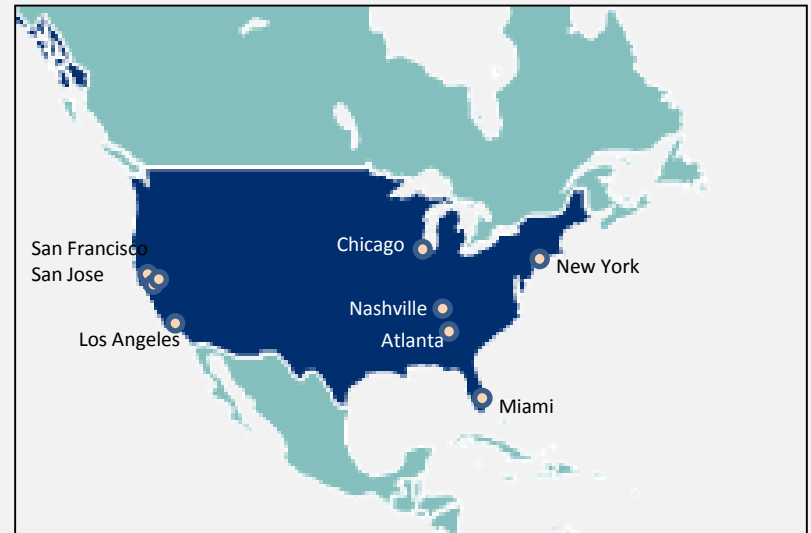 San Francisco
San Jose
Los Angeles
Chicago
New York
Nashville
Atlanta
Miami